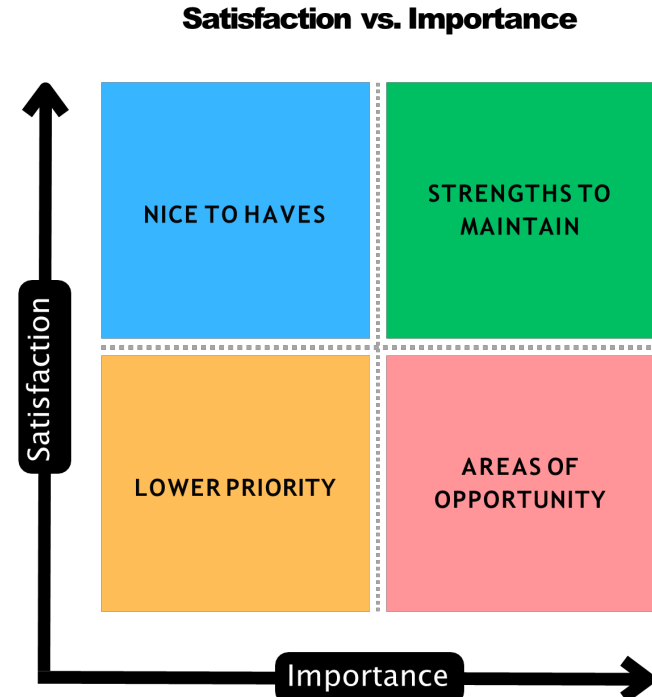 Satisfaction vs. Importance
NICE TO HAVES
STRENGTHS TO
MAINTAIN
Satisfaction
LOWER PRIORITY
AREAS OF
OPPORTUNITY
Importance